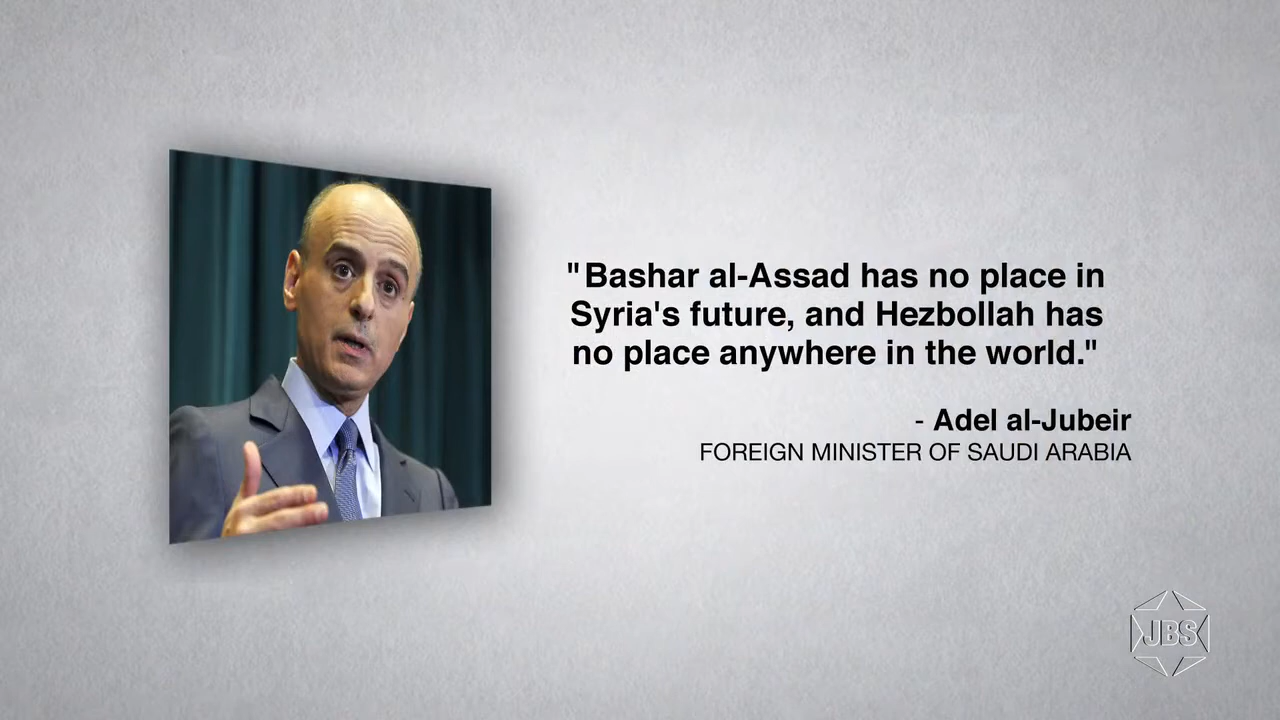 "Bashar al-Assad has no place in
Syria's future, and Hezbollah has
no place anywhere in the world."
- Adel al-Jubeir
FOREIGN MINISTER OF SAUDI ARABIA
JBS